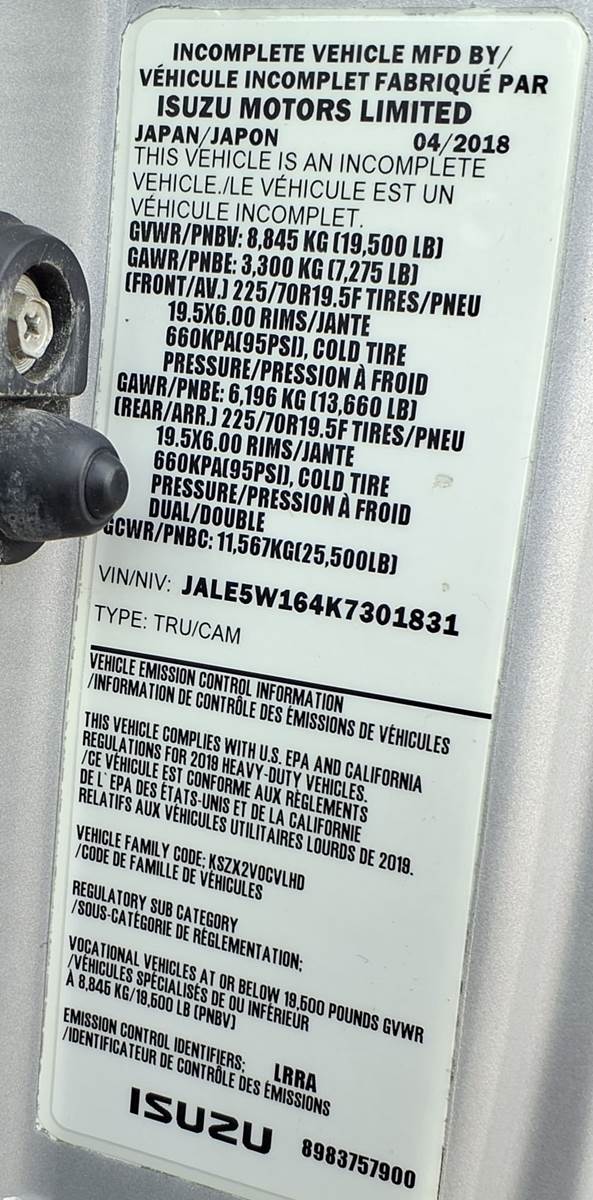 INCOMPLETE VEHICLE MFD BY/
VÉHICULE INCOMPLET FABRIQUÉ PAR
ISUZU MOTORS LIMITED
JAPAN/JAPON 04/2018
THIS VEHICLE IS AN INCOMPLETE
VEHICLE./LE VÉHICULE EST UN
VÉHICULE INCOMPLET.
GVWR/PNBV: 8,845 KG (19,500 LB)
GAWR/PNBE: 3,300 KG (7,275 LB)
(FRONT/AV.) 225/70R19.5F TIRES/PNEU
19.5X6.00 RIMS/JANTE
660KPA(95PSI), COLD TIRE
PRESSURE/PRESSION À FROID
GAWR/PNBE: 6,196 KG (13,660 LB)
(REAR/ARR.) 225/70R19.5F TIRES/PNEU
19.5X6.00 RIMS/JANTE
660KPA(95PSI), COLD TIRE
PRESSURE/PRESSION À FROID
DUAL/DOUBLE
GCWR/PNBC: 11,567KG(25,500LB)
VIN/NIV: JALE5W164K7301831
TYPE: TRU/CAM
VEHICLE EMISSION CONTROL INFORMATION
/INFORMATION DE CONTRÔLE DES ÉMISSIONS DE VÉHICULES
THIS VEHICLE COMPLIES WITH U.S. EPA AND CALIFORNIA
REGULATIONS FOR 2019 HEAVY-DUTY VEHICLES.
/CE VÉHICULE EST CONFORME AUX RÈGLEMENTS
DE L'EPA DES ÉTATS-UNIS ET DE LA CALIFORNIE
RELATIFS AUX VÉHICULES UTILITAIRES LOURDS DE 2019.
VEHICLE FAMILY CODE: KSZX2VOCVLHD
/CODE DE FAMILLE DE VÉHICULES
REGULATORY SUB CATEGORY
/SOUS-CATÉGORIE DE RÉGLEMENTATION:
VOCATIONAL VEHICLES AT OR BELOW 19,500 POUNDS GVWR
/VÉHICULES SPÉCIALISÉS DE OU INFÉRIEUR
À 8,845 KG/19,500 LB (PNBV)
EMISSION CONTROL IDENTIFIERS: LRRA
/IDENTIFICATEUR DE CONTRÔLE DES ÉMISSIONS
ISUZU 8983757900